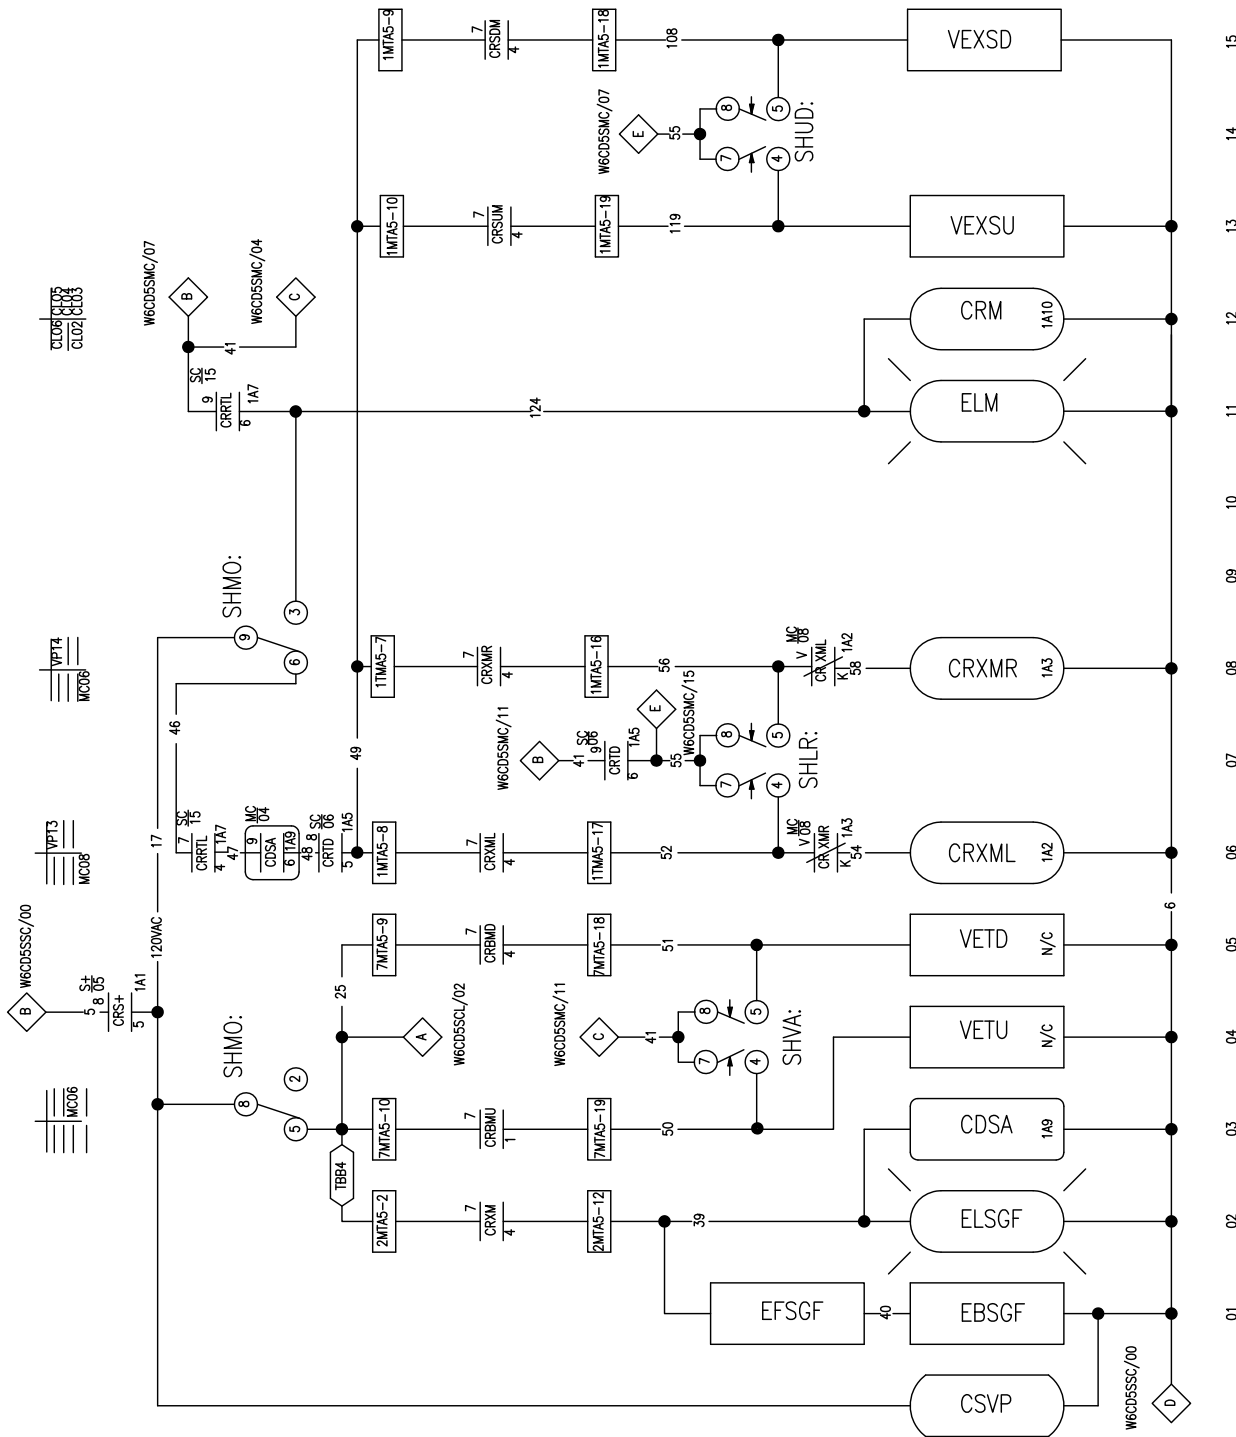 1MTA5-9
7
CRSDM
4
1MTA5-18
108
VEXSD
15
W6CD5SMC/07
E
55
7
8
4
5
SHUD:
14
1MTA5-10
7
CRSUM
4
1MTA5-19
119
VEXSU
13
CL06
CL05
CL04
CL02
CL03
W6CD5SMC/07
B
W6CD5SMC/04
C
41
CRM
1A10
12
SC
15
9
CRRTL
6
1A7
124
ELM
11
10
SHMO:
9
3
6
09
VP14
MC06
46
1TMA5-7
7
CRXMR
4
1MTA5-16
56
MC
08
V
CR XML
K
1A2
58
CRXMR
1A3
08
49
W6CD5SMC/11
B
41
SC
06
9
CRTD
6
1A5
E
W6CD5SMC/15
55
7
8
4
5
SHLR:
07
VP13
MC08
17
SC
15
7
CRRTL
4
1A7
47
MC
04
9
CDSA
6
1A9
48
8
SC
06
CRTD
5
1A5
1MTA5-8
7
CRXML
4
1TMA5-17
52
MC
08
V
CR XMR
K
1A3
54
CRXML
1A2
06
W6CD5SSC/00
B
5
8
S+
05
CRS+
5
1A1
120VAC
25
7MTA5-9
7
CRBMD
4
7MTA5-18
51
VETD
N/C
6
05
SHMO:
8
2
5
A
W6CD5SCL/02
W6CD5SMC/11
C
41
7
8
4
5
SHVA:
VETU
N/C
04
MC06
7MTA5-10
7
CRBMU
1
7MTA5-19
50
CDSA
1A9
03
TBB4
2MTA5-2
7
CRXM
4
2MTA5-12
39
ELSGF
02
EFSGF
40
EBSGF
01
CSVP
W6CD5SSC/00
D